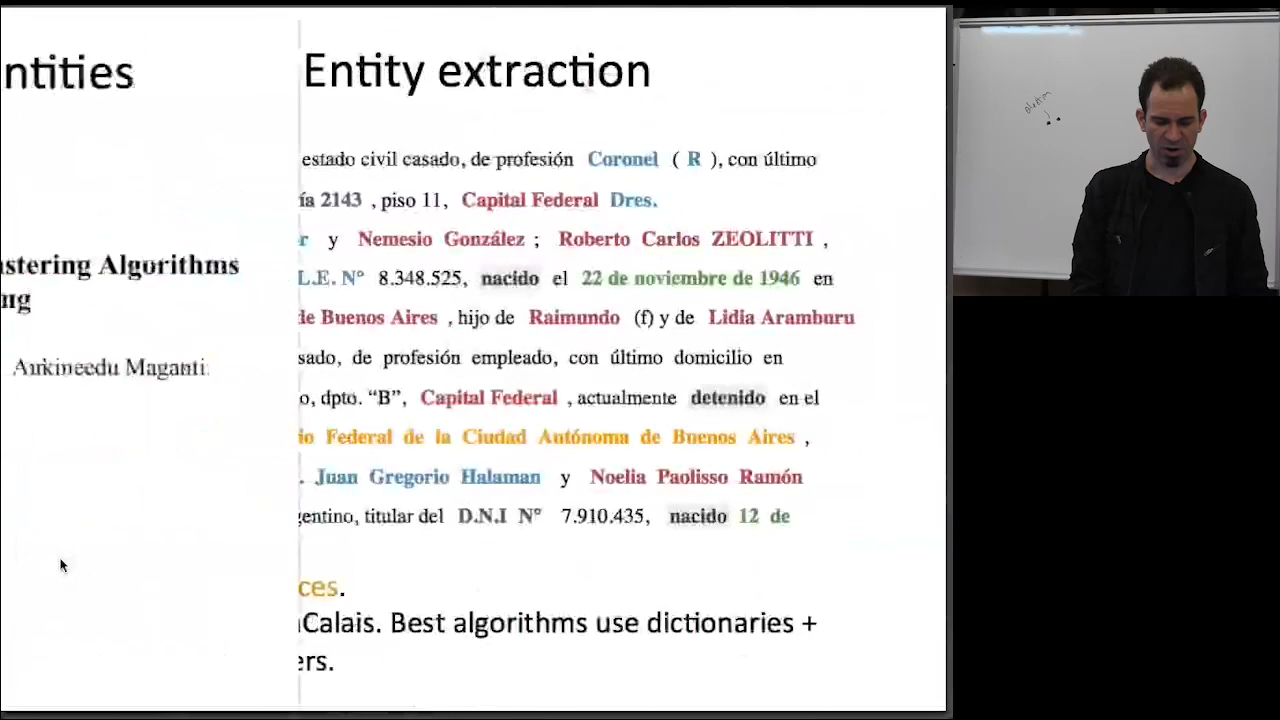 ntities
stering Algorithms
ng
Ankineedu Maganti
Entity extraction
estado civil casado, de profesión Coronel ( R ), con último
ía 2143 , piso 11, Capital Federal Dres.
r y Nemesio González ; Roberto Carlos ZEOLITTI ,
L.E. N° 8.348.525, nacido el 22 de noviembre de 1946 en
de Buenos Aires , hijo de Raimundo (f) y de Lidia Aramburu
sado, de profesión empleado, con último domicilio en
o, dpto. “B”, Capital Federal , actualmente detenido en el
io Federal de la Ciudad Autónoma de Buenos Aires ,
. Juan Gregorio Halaman y Noelia Paolisso Ramón
gentino, titular del D.N.I N° 7.910.435, nacido 12 de
ces.
Calais. Best algorithms use dictionaries +
ers.